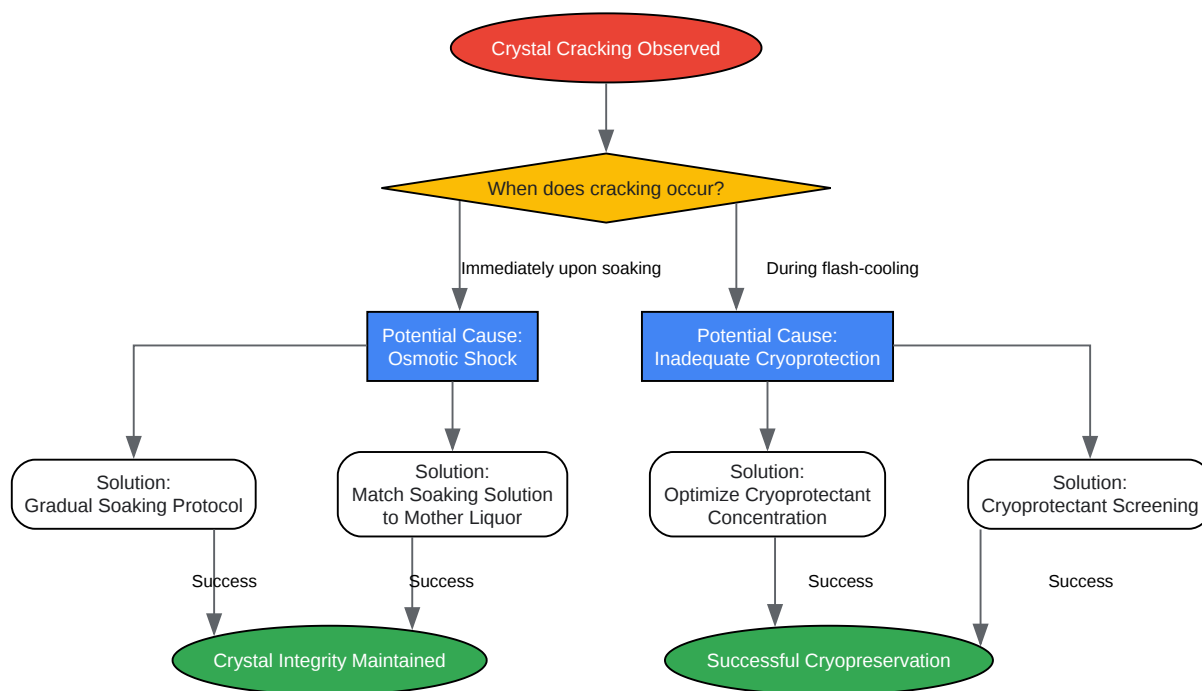 Crystal Cracking Observed
When does cracking occur?
Immediately upon soaking
During flash-cooling
Potential Cause:
Osmotic Shock
Potential Cause:
Inadequate Cryoprotection
Solution:
Gradual Soaking Protocol
Solution:
Match Soaking Solution
to Mother Liquor
Solution:
Optimize Cryoprotectant
Concentration
Solution:
Cryoprotectant Screening
Success
Success
Success
Success
Crystal Integrity Maintained
Successful Cryopreservation